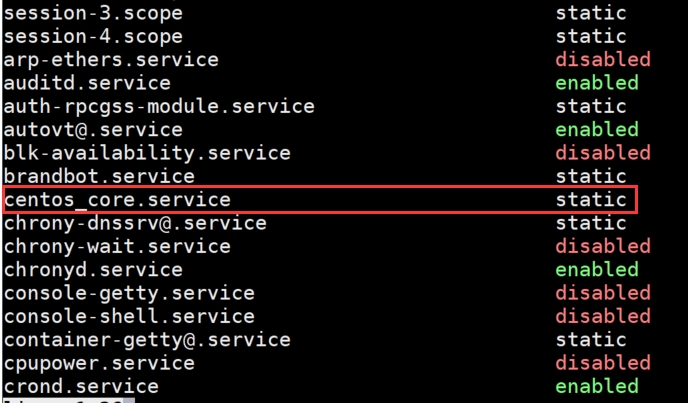 session-3.scope static
session-4.scope static
arp-ethers.service disabled
auditd.service enabled
auth-rpcgss-module.service static
autovt@.service enabled
blk-availability.service disabled
brandbot.service static
centos_core.service static
chrony-dnssrv@.service static
chrony-wait.service disabled
chronyd.service enabled
console-getty.service disabled
console-shell.service disabled
container-getty@.service static
cpupower.service disabled
crond.service enabled